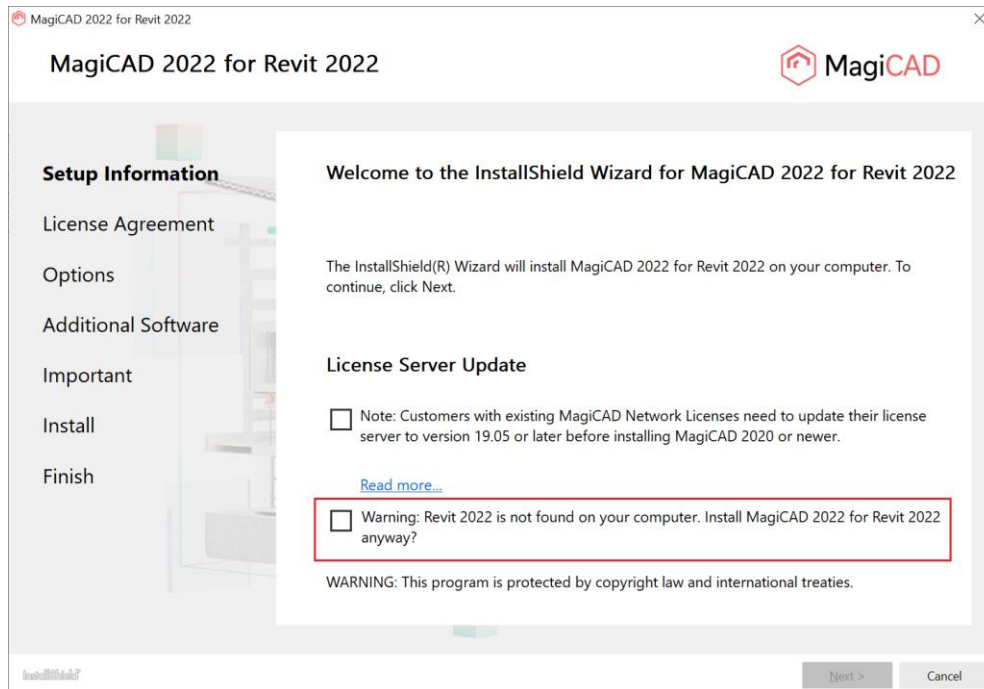 MagiCAD 2022 for Revit 2022
MagiCAD 2022 for Revit 2022
MagiCAD
Setup Information
License Agreement
Options
Additional Software
Important
Install
Finish
Welcome to the InstallShield Wizard for MagiCAD 2022 for Revit 2022
The InstallShield(R) Wizard will install MagiCAD 2022 for Revit 2022 on your computer. To
continue, click Next.
License Server Update
Note: Customers with existing MagiCAD Network Licenses need to update their license
server to version 19.05 or later before installing MagiCAD 2020 or newer.
Read more...
Warning: Revit 2022 is not found on your computer. Install MagiCAD 2022 for Revit 2022
anyway?
WARNING: This program is protected by copyright law and international treaties.
InstallShield
Next >
Cancel